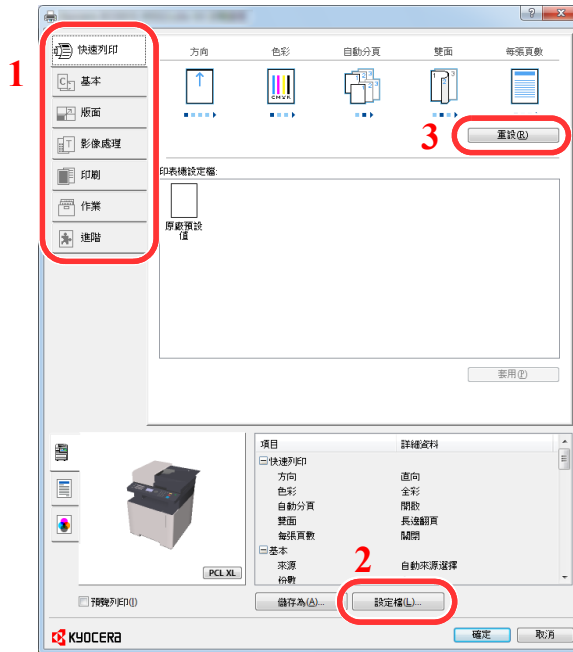 1
快速列印
基本
版面
影像處理
印刷
作業
進階
方向
色彩
自動分頁
雙面
每張頁數
CMYK
3
重設(R)
印表機設定檔:
原廠預設
值
套用(P)
項目
詳細資料
快速列印
方向
直向
色彩
全彩
自動分頁
開啟
雙面
長邊翻頁
每張頁數
關閉
基本
來源
自動來源選擇
份數
2
PCL XL
預覽列印(I)
儲存為(A)...
設定檔(L)...
KYOCERA
確定
取消